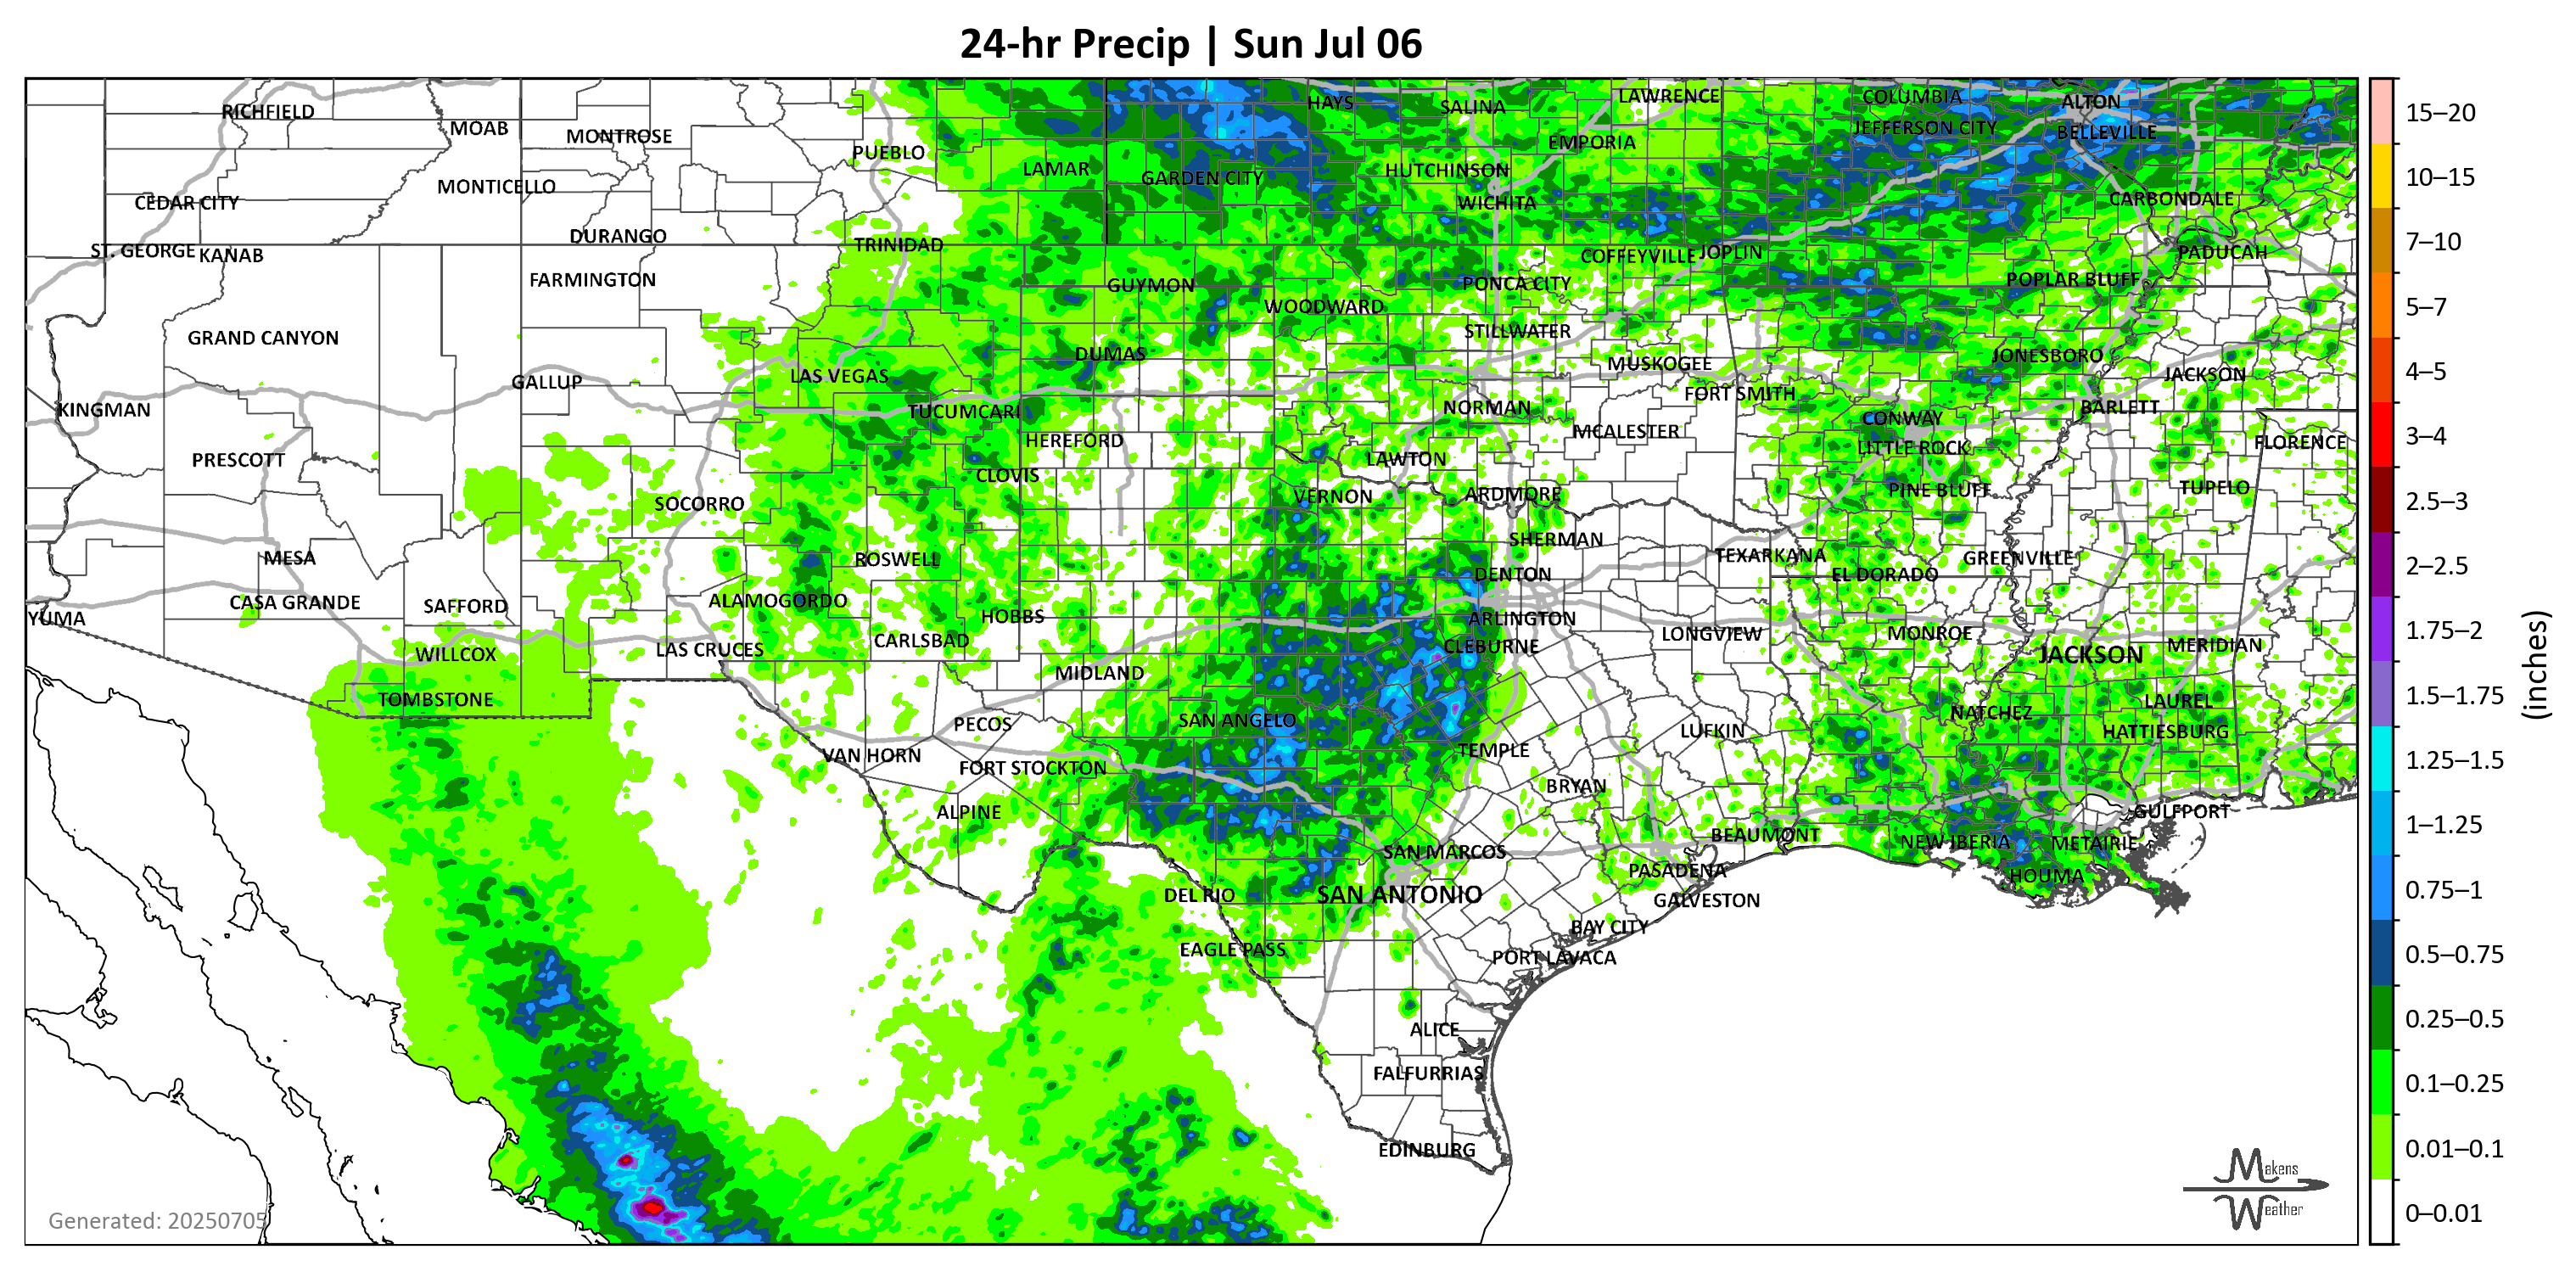 24-hr Precip | Sun Jul 06
RICHFIELD
MOAB
MONTROSE
PUEBLO
LAMAR
GARDEN CITY
HAYS
SALINA
LAWRENCE
EMPORIA
HUTCHINSON
WICHITA
COLUMBIA
JEFFERSON CITY
ALTON
BELLEVILLE
CARBONDALE
MONTICELLO
CEDAR CITY
ST. GEORGE
KANAB
DURANGO
TRINIDAD
FARMINGTON
GUYMON
WOODWARD
PONCA CITY
COFFEYVILLE
JOPLIN
POPLAR BLUFF
PADUCAH
GRAND CANYON
STILLWATER
DUMAS
MUSKOGEE
JONESBORO
JACKSON
GALLUP
LAS VEGAS
FORT SMITH
KINGMAN
TUCUMCARI
NORMAN
CONWAY
BARLETT
HEREFORD
MCALESTER
LITTLE ROCK
FLORENCE
PRESCOTT
CLOVIS
LAWTON
SOCORRO
VERNON
ARDMORE
PINE BLUFF
TUPELO
MESA
ROSWELL
SHERMAN
TEXARKANA
GREENVILLE
DENTON
EL DORADO
CASA GRANDE
SAFFORD
ALAMOGORDO
HOBBS
ARLINGTON
YUMA
WILLCOX
LAS CRUCES
CARLSBAD
CLEBURNE
LONGVIEW
MONROE
JACKSON
MERIDIAN
TOMBSTONE
MIDLAND
PECOS
SAN ANGELO
NATCHEZ
LAUREL
HATTIESBURG
VAN HORN
FORT STOCKTON
TEMPLE
LUFKIN
BRYAN
ALPINE
GULFPORT
BEAUMONT
NEW IBERIA
METAIRIE
SAN MARCOS
PASADENA
HOUMA
DEL RIO
SAN ANTONIO
GALVESTON
BAY CITY
EAGLE PASS
PORT LAVACA
ALICE
FALFURRIAS
EDINBURG
Generated: 20250705
Makens
Weather
15–20
10–15
7–10
5–7
4–5
3–4
2.5–3
2–2.5
1.75–2
1.5–1.75
1.25–1.5
1–1.25
0.75–1
0.5–0.75
0.25–0.5
0.1–0.25
0.01–0.1
0–0.01
(inches)